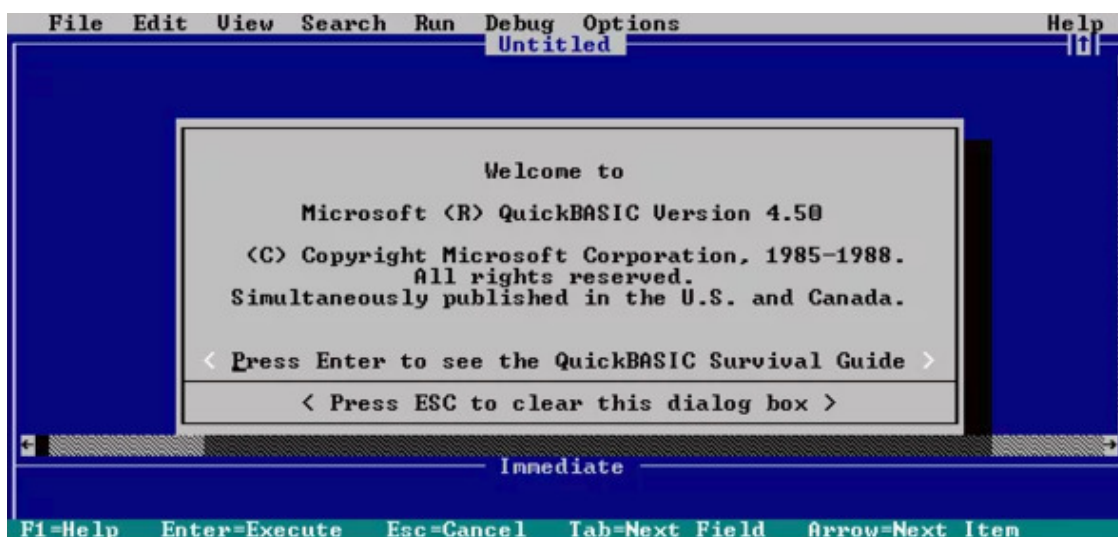 File Edit View Search Run Debug Options Help
Untitled
Welcome to
Microsoft (R) QuickBASIC Version 4.50
(C) Copyright Microsoft Corporation, 1985-1988.
All rights reserved.
Simultaneously published in the U.S. and Canada.
< Press Enter to see the QuickBASIC Survival Guide >
< Press ESC to clear this dialog box >
Immediate
F1=Help Enter=Execute Esc=Cancel Tab=Next Field Arrow=Next Item